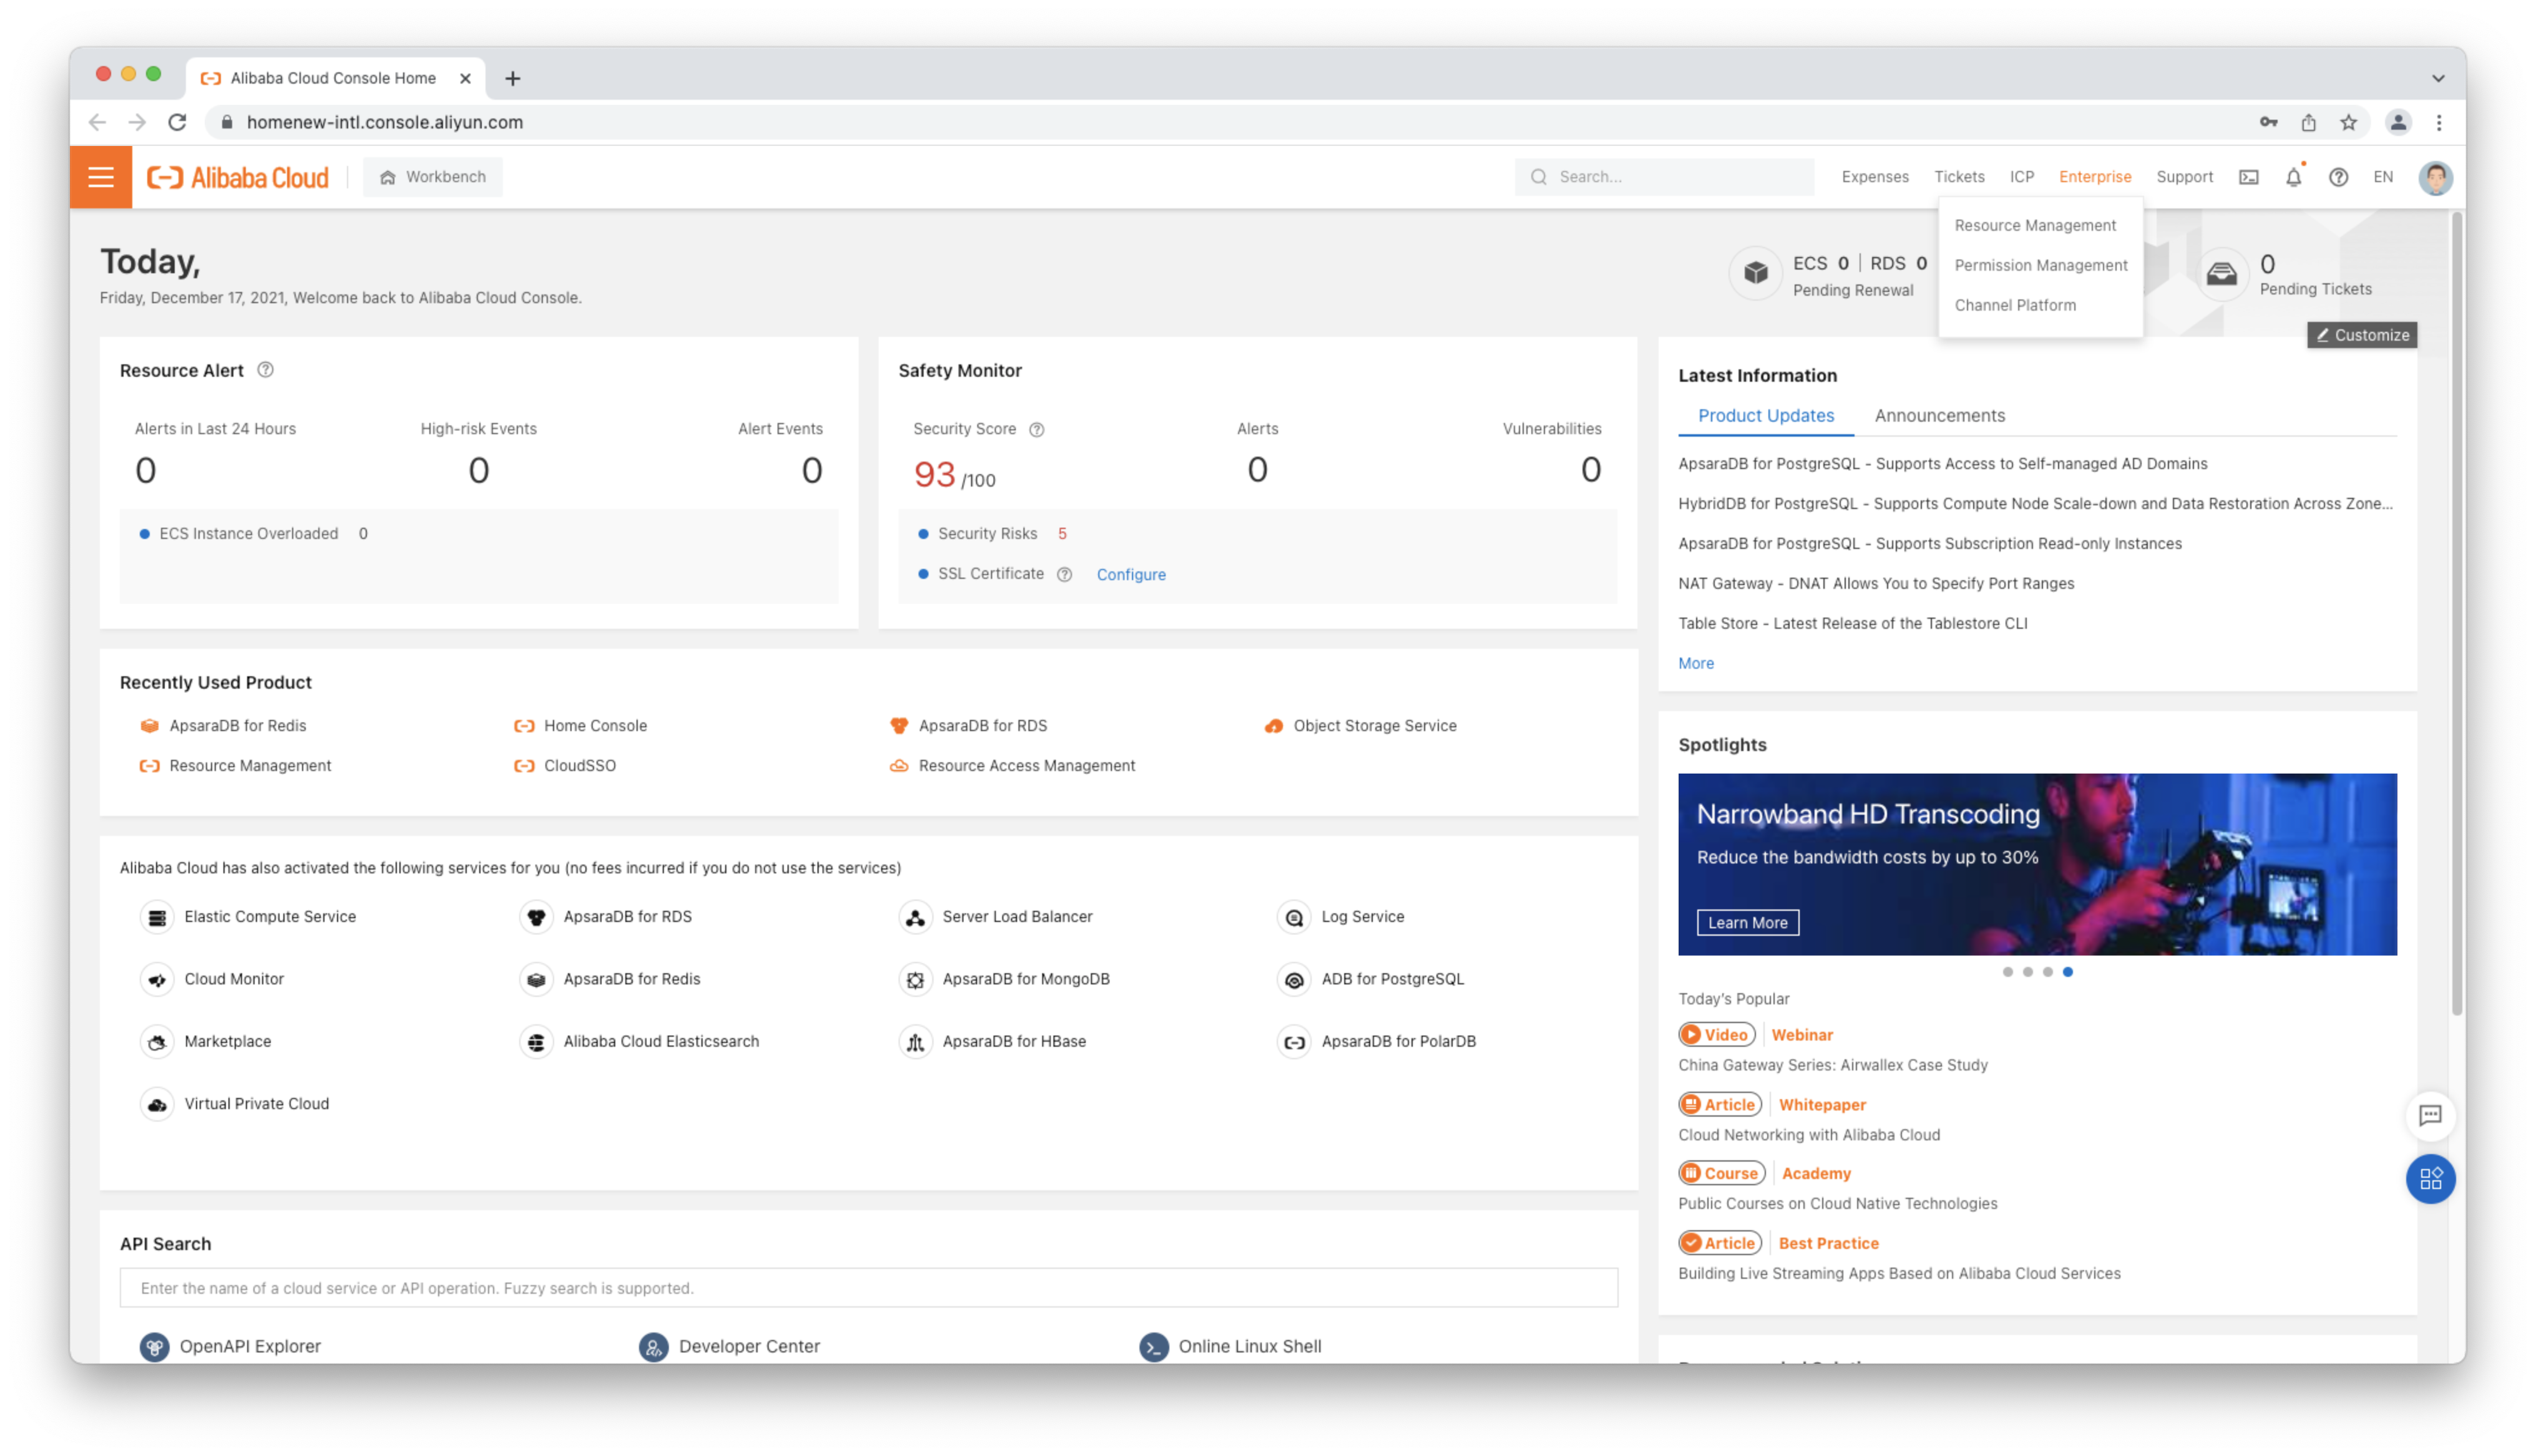 Alibaba Cloud Console Home
homenew-intl.console.aliyun.com
Alibaba Cloud
Workbench
Search...
Expenses
Tickets
ICP
Enterprise
Support
EN
Resource Management
Permission Management
Channel Platform
Today,
Friday, December 17, 2021, Welcome back to Alibaba Cloud Console.
ECS 0 | RDS 0
Pending Renewal
0
Pending Tickets
Customize
Resource Alert
Alerts in Last 24 Hours
0
High-risk Events
0
Alert Events
0
ECS Instance Overloaded 0
Safety Monitor
Security Score
93 /100
Alerts
0
Vulnerabilities
0
Security Risks 5
SSL Certificate Configure
Latest Information
Product Updates
Announcements
ApsaraDB for PostgreSQL - Supports Access to Self-managed AD Domains
HybridDB for PostgreSQL - Supports Compute Node Scale-down and Data Restoration Across Zone...
ApsaraDB for PostgreSQL - Supports Subscription Read-only Instances
NAT Gateway - DNAT Allows You to Specify Port Ranges
Table Store - Latest Release of the Tablestore CLI
More
Recently Used Product
ApsaraDB for Redis
Home Console
ApsaraDB for RDS
Object Storage Service
Resource Management
CloudSSO
Resource Access Management
Alibaba Cloud has also activated the following services for you (no fees incurred if you do not use the services)
Elastic Compute Service
ApsaraDB for RDS
Server Load Balancer
Log Service
Cloud Monitor
ApsaraDB for Redis
ApsaraDB for MongoDB
ADB for PostgreSQL
Marketplace
Alibaba Cloud Elasticsearch
ApsaraDB for HBase
ApsaraDB for PolarDB
Virtual Private Cloud
Spotlights
Narrowband HD Transcoding
Reduce the bandwidth costs by up to 30%
Learn More
Today's Popular
Video | Webinar
China Gateway Series: Airwallex Case Study
Article | Whitepaper
Cloud Networking with Alibaba Cloud
Course | Academy
Public Courses on Cloud Native Technologies
Article | Best Practice
Building Live Streaming Apps Based on Alibaba Cloud Services
API Search
Enter the name of a cloud service or API operation. Fuzzy search is supported.
OpenAPI Explorer
Developer Center
Online Linux Shell